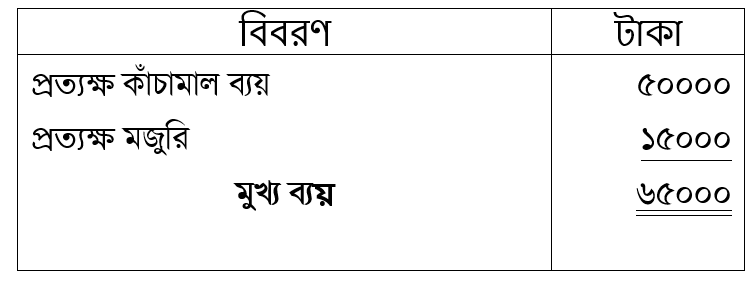 বিবরণ টাকা
প্রত্যক্ষ কাঁচামাল ব্যয় ৫০০০০
প্রত্যক্ষ মজুরি ১৫০০০
মুখ্য ব্যয় ৬৫০০০